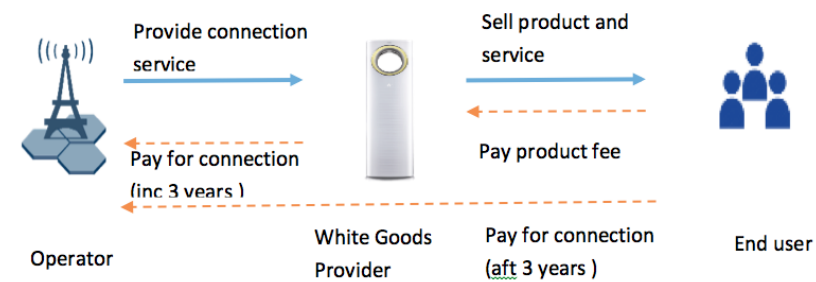 Provide connection
service
Sell product and
service
Pay for connection
(inc 3 years )
Pay product fee
Operator
White Goods
Provider
Pay for connection
(aft 3 years )
End user